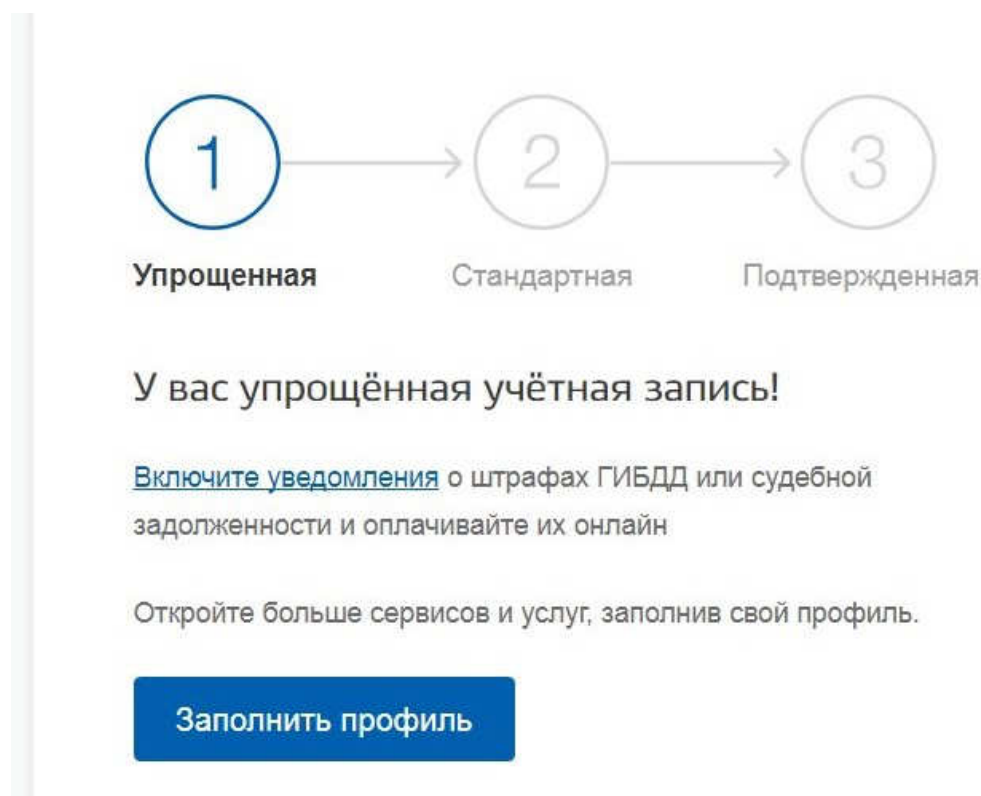 1 2 3
Упрощенная Стандартная Подтвержденная
У вас упрощённая учётная запись!
Включите уведомления о штрафах ГИБДД или судебной
задолженности и оплачивайте их онлайн
Откройте больше сервисов и услуг, заполнив свой профиль.
Заполнить профиль